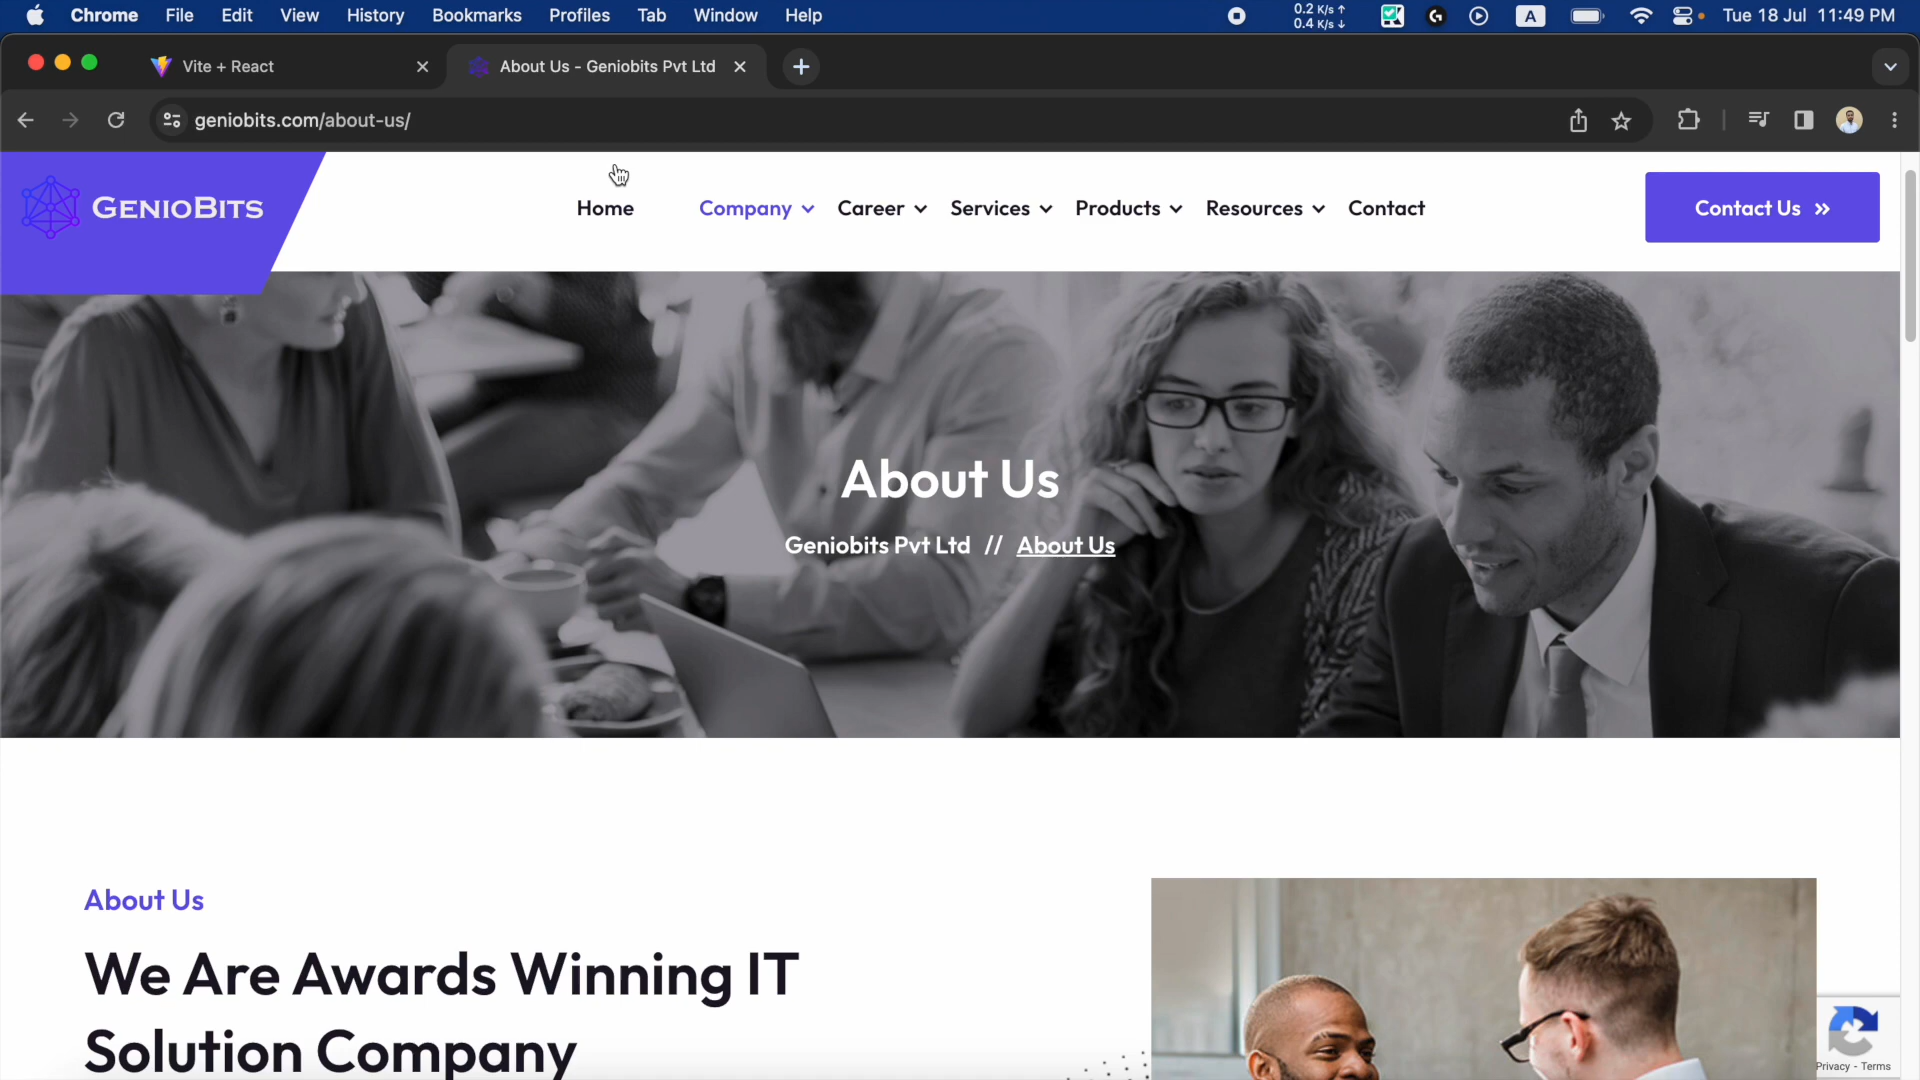 Chrome File Edit View History Bookmarks Profiles Tab Window Help 0.2 K/s↑ 0.4 K/s↓ A Tue 18 Jul 11:49 PM
Vite + React About Us - Geniobits Pvt Ltd
geniobits.com/about-us/
GENIOBITS
Home Company Career Services Products Resources Contact
Contact Us »
About Us
Geniobits Pvt Ltd // About Us
About Us
We Are Awards Winning IT
Solution Company
Privacy - Terms